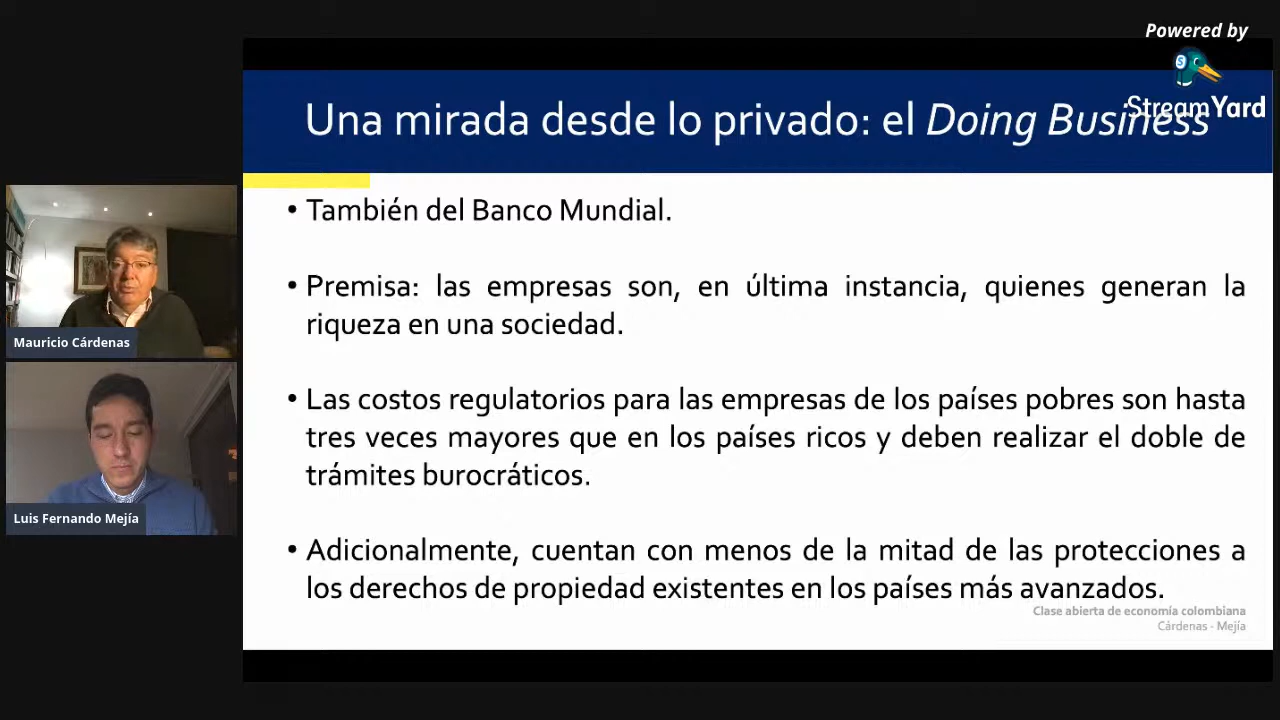 Powered by
StreamYard
Una mirada desde lo privado: el Doing Business
• También del Banco Mundial.
• Premisa: las empresas son, en última instancia, quienes generan la
riqueza en una sociedad.
• Las costos regulatorios para las empresas de los países pobres son hasta
tres veces mayores que en los países ricos y deben realizar el doble de
trámites burocráticos.
• Adicionalmente, cuentan con menos de la mitad de las protecciones a
los derechos de propiedad existentes en los países más avanzados.
Clase abierta de economía colombiana
Cárdenas - Mejía
Mauricio Cárdenas
Luis Fernando Mejía